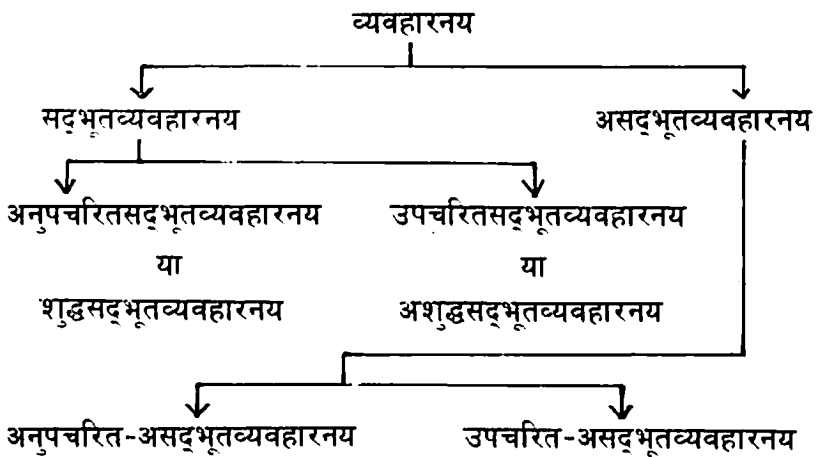 व्यवहारनय
सद्भूतव्यवहारनय असद्भूतव्यवहारनय
अनुपचरितसद्भूतव्यवहारनय उपचरितसद्भूतव्यवहारनय
या या
शुद्धसद्भूतव्यवहारनय अशुद्धसद्भूतव्यवहारनय
अनुपचरित-असद्भूतव्यवहारनय उपचरित-असद्भूतव्यवहारनय